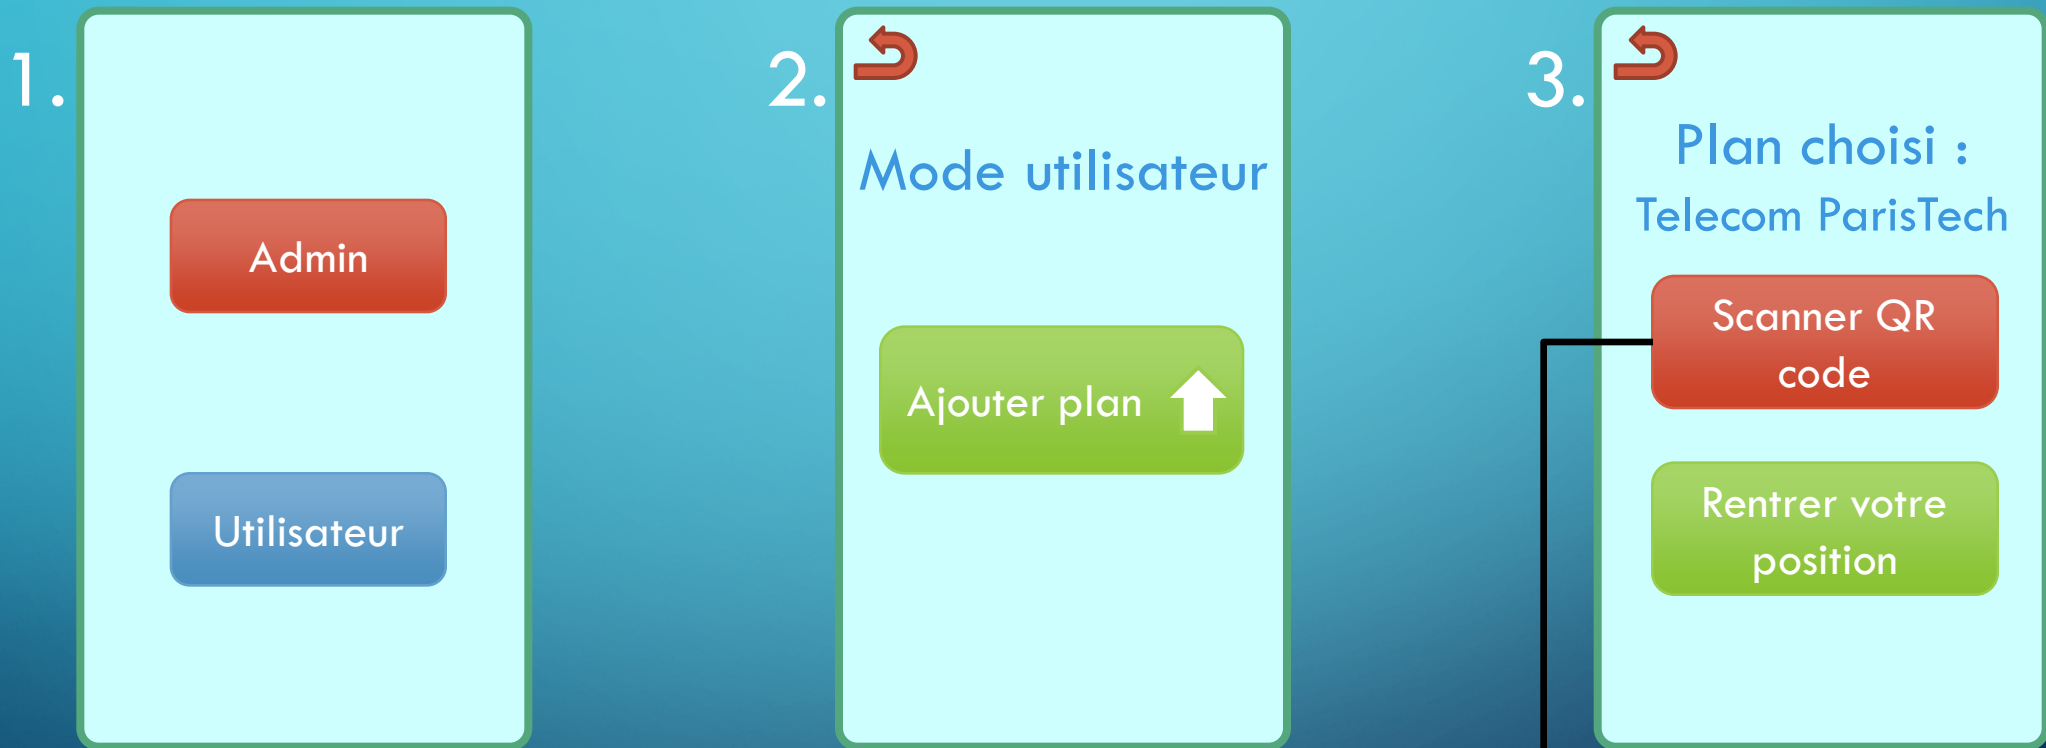 1.
Admin
Utilisateur
2.
Mode utilisateur
Ajouter plan
3.
Plan choisi :
Telecom ParisTech
Scanner QR
code
Rentrer votre
position